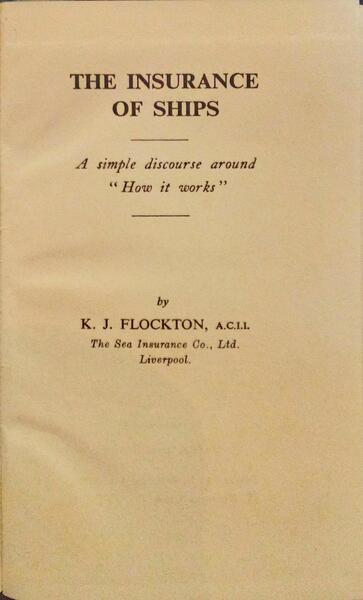 THE INSURANCE
OF SHIPS
A simple discourse around
"How it works"
by
K. J. FLOCKTON, A.C.I.I.
The Sea Insurance Co., Ltd.
Liverpool.